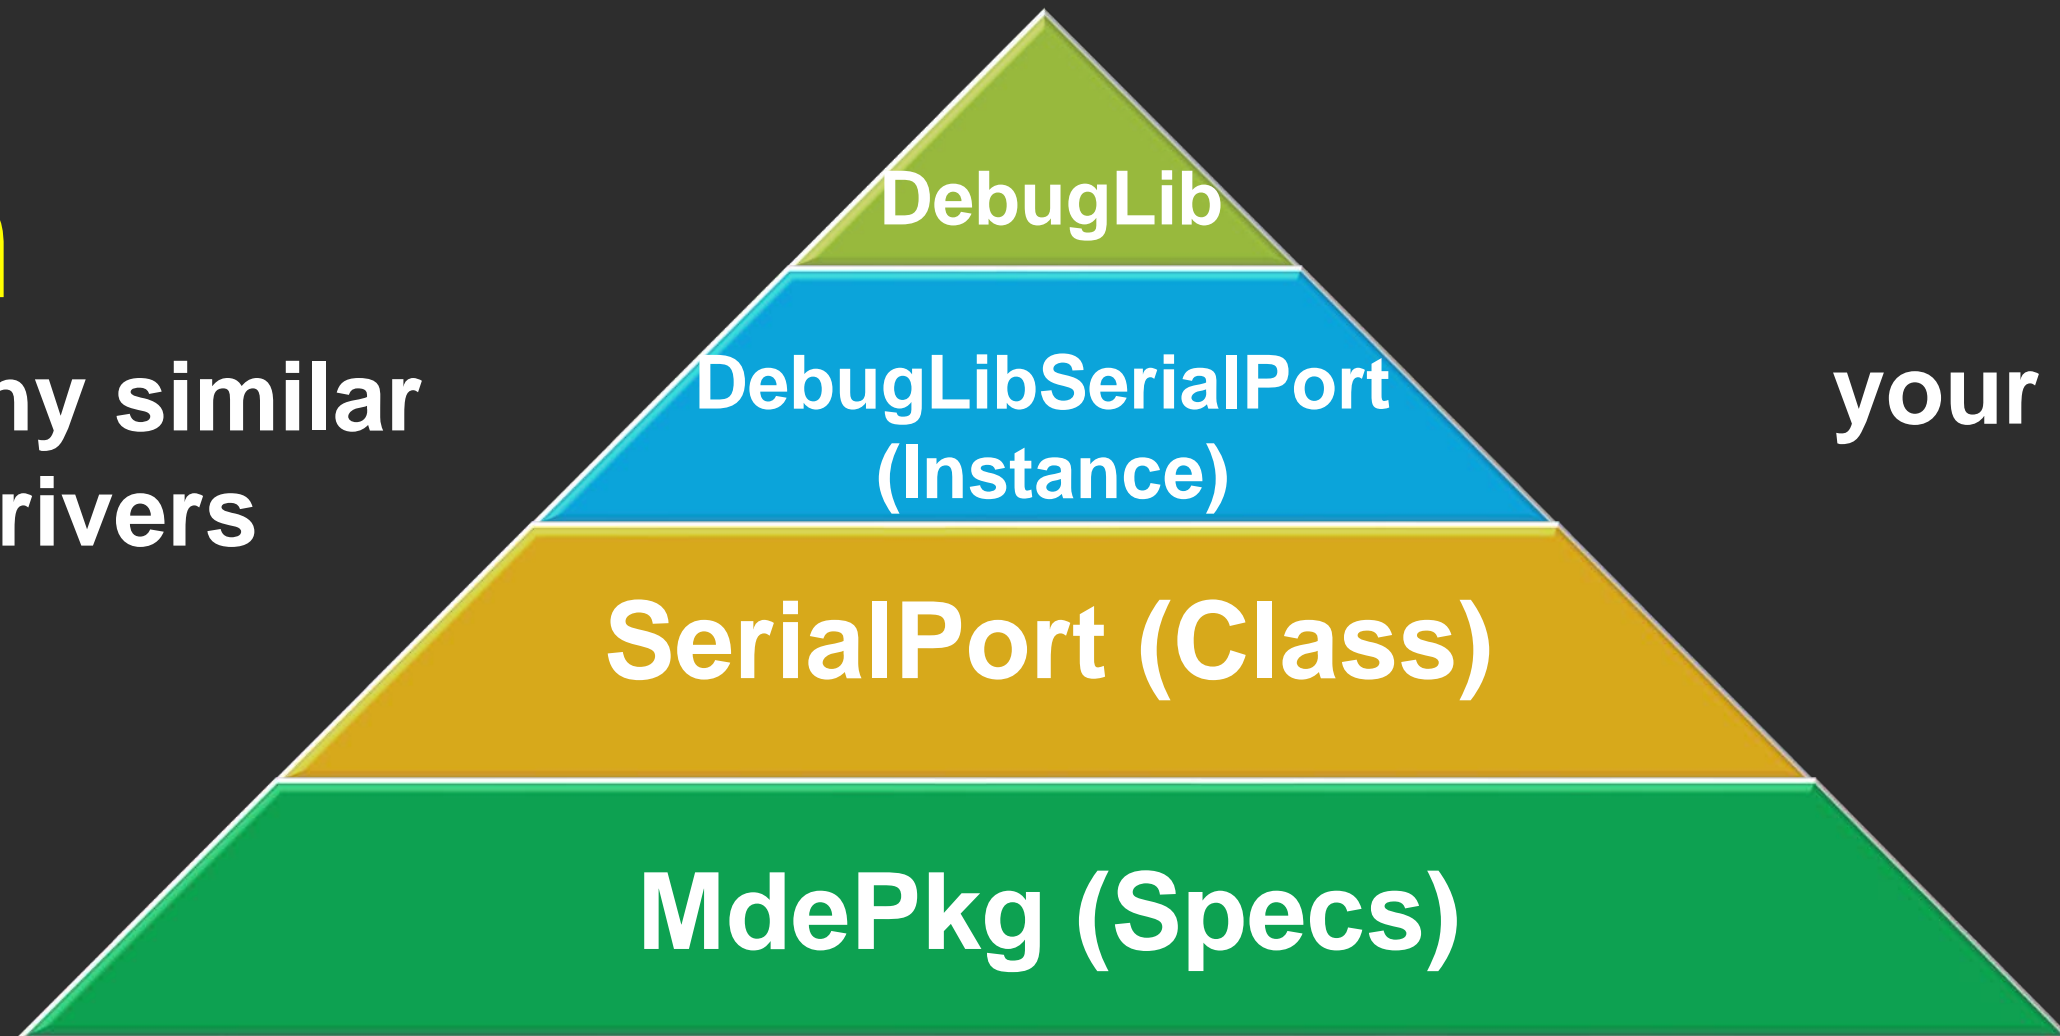 DebugLib
n
ny similar
rivers
DebugLibSerialPort
(Instance)
your
SerialPort (Class)
MdePkg (Specs)